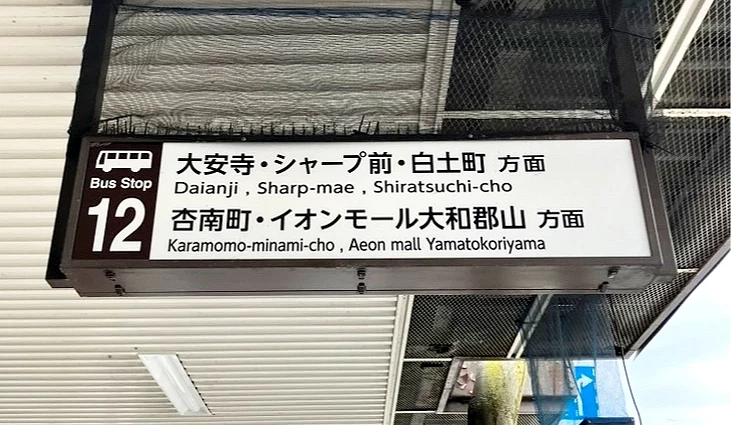 Bus Stop
12
大安寺・シャープ前・白土町 方面
Daianji , Sharp-mae , Shiratsuchi-cho
杏南町・イオンモール大和郡山 方面
Karamomo-minami-cho , Aeon mall Yamatokoriyama